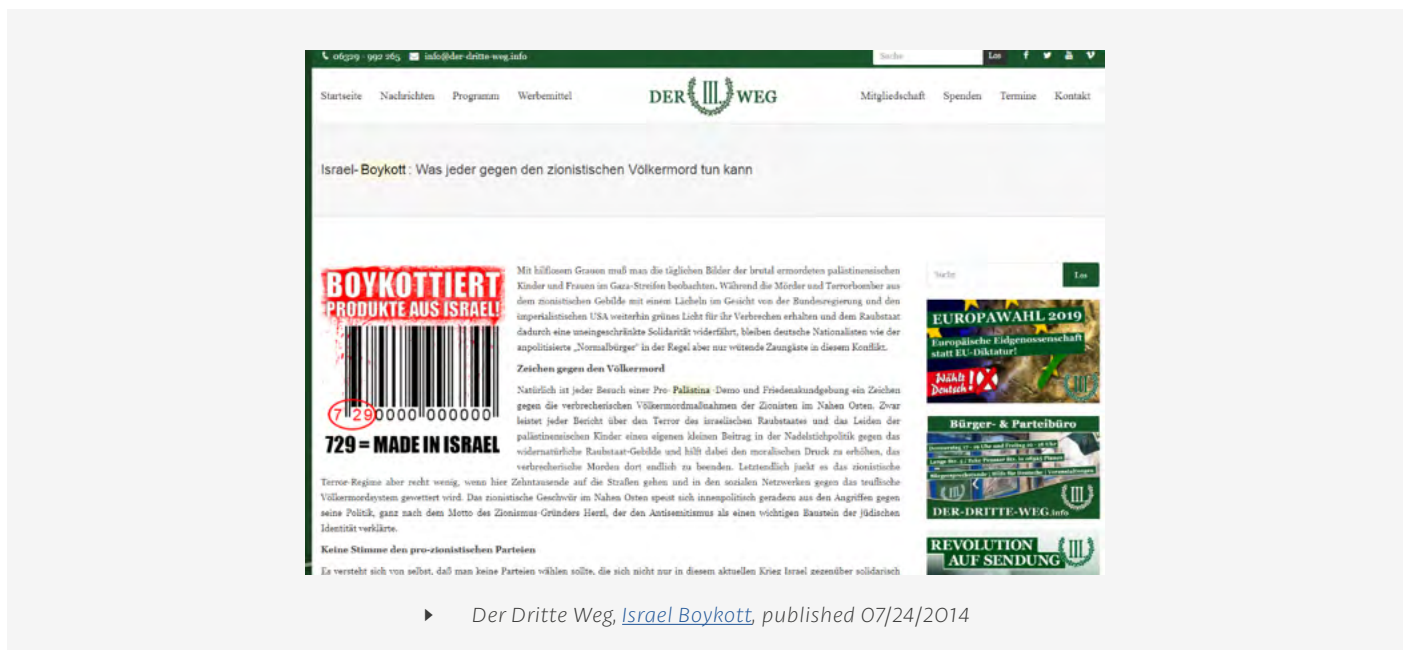 06329 - 992 265 info@der-dritte-weg.info
Suche Los
Startseite Nachrichten Programm Werbemittel
DER III. WEG
Mitgliedschaft Spenden Termine Kontakt
Israel-Boykott : Was jeder gegen den zionistischen Völkermord tun kann
BOYKOTTIERT
PRODUKTE AUS ISRAEL!
7 290000 000000
729 = MADE IN ISRAEL
Mit hilflosem Grauen muß man die täglichen Bilder der brutal ermordeten palästinensischen
Kinder und Frauen im Gaza-Streifen beobachten. Während die Mörder und Terrorbomber aus
dem zionistischen Gebilde mit einem Lächeln im Gesicht von der Bundesregierung und den
imperialistischen USA weiterhin grünes Licht für ihr Verbrechen erhalten und dem Raubstaat
dadurch eine uneingeschränkte Solidarität widerfährt, bleiben deutsche Nationalisten wie der
anpolitisierte „Normalbürger" in der Regel aber nur wütende Zaungäste in diesem Konflikt.
Zeichen gegen den Völkermord
Natürlich ist jeder Besuch einer Pro- Palästina -Demo und Friedenskundgebung ein Zeichen
gegen die verbrecherischen Völkermordmaßnahmen der Zionisten im Nahen Osten. Zwar
leistet jeder Bericht über den Terror des israelischen Raubstaates und das Leiden der
palästinensischen Kinder einen eigenen kleinen Beitrag in der Nadelstichpolitik gegen das
widernatürliche Raubstaat-Gebilde und hilft dabei den moralischen Druck zu erhöhen, das
verbrecherische Morden dort endlich zu beenden. Letztendlich juckt es das zionistische
Terror-Regime aber recht wenig, wenn hier Zehntausende auf die Straßen gehen und in den sozialen Netzwerken gegen das teuflische
Völkermordsystem gewettert wird. Das zionistische Geschwür im Nahen Osten speist sich innenpolitisch geradezu aus den Angriffen gegen
seine Politik, ganz nach dem Motto des Zionismus-Gründers Herzl, der den Antisemitismus als einen wichtigen Baustein der jüdischen
Identität verklärte.
Keine Stimme den pro-zionistischen Parteien
Es versteht sich von selbst, daß man keine Parteien wählen sollte, die sich nicht nur in diesem aktuellen Krieg Israel gegenüber solidarisch
Suche Los
EUROPAWAHL 2019
Europäische Eidgenossenschaft
statt EU-Diktatur!
Wählt
Deutsch!
Bürger- & Parteibüro
DER-DRITTE-WEG.info
REVOLUTION
AUF SENDUNG
Der Dritte Weg, Israel Boykott, published 07/24/2014